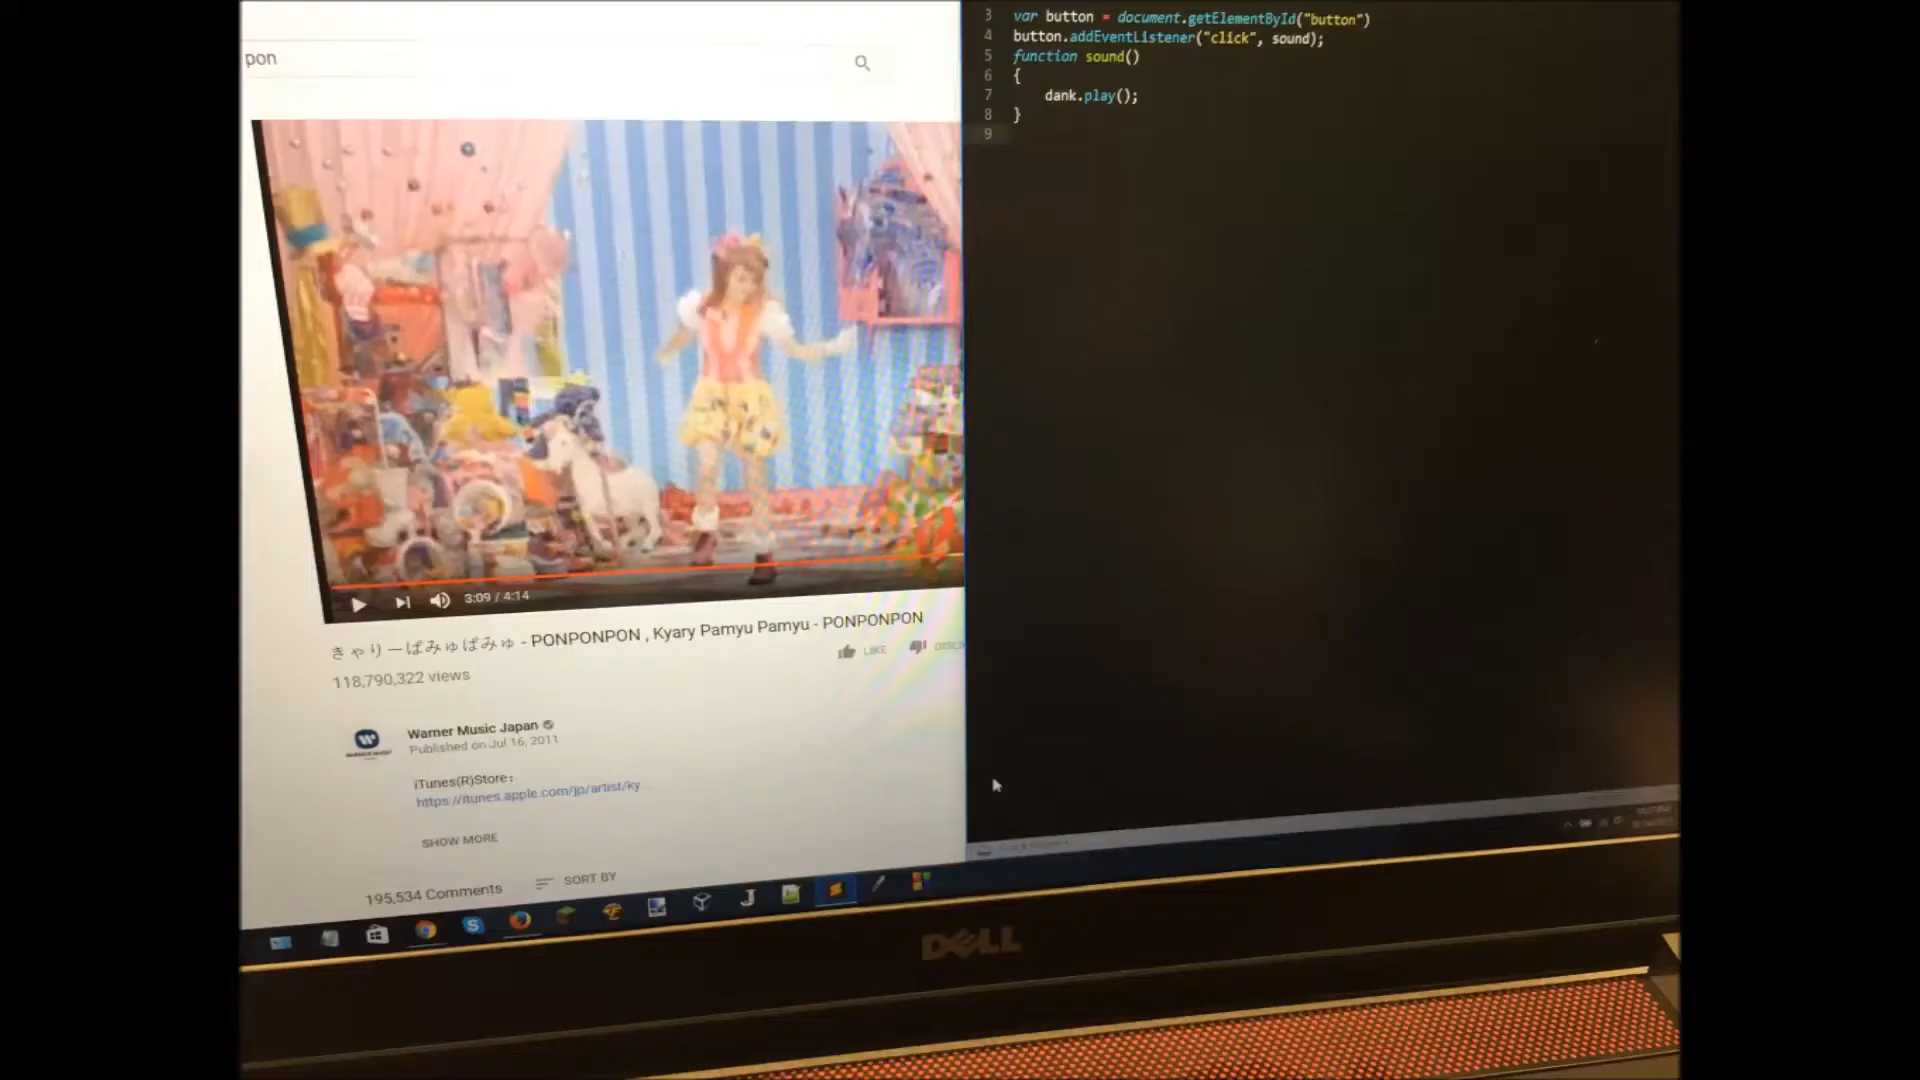 pon
3:09 / 4:14
きゃりーぱみゅぱみゅ - PONPONPON , Kyary Pamyu Pamyu - PONPONPON
118,790,322 views
LIKE
Warner Music Japan
Published on Jul 16, 2011
iTunes(R)Store：
https://itunes.apple.com/jp/artist/ky
SHOW MORE
195,534 Comments
SORT BY
3 var button = document.getElementById("button")
4 button.addEventListener("click", sound);
5 function sound()
6 {
7 dank.play();
8 }
9
DELL